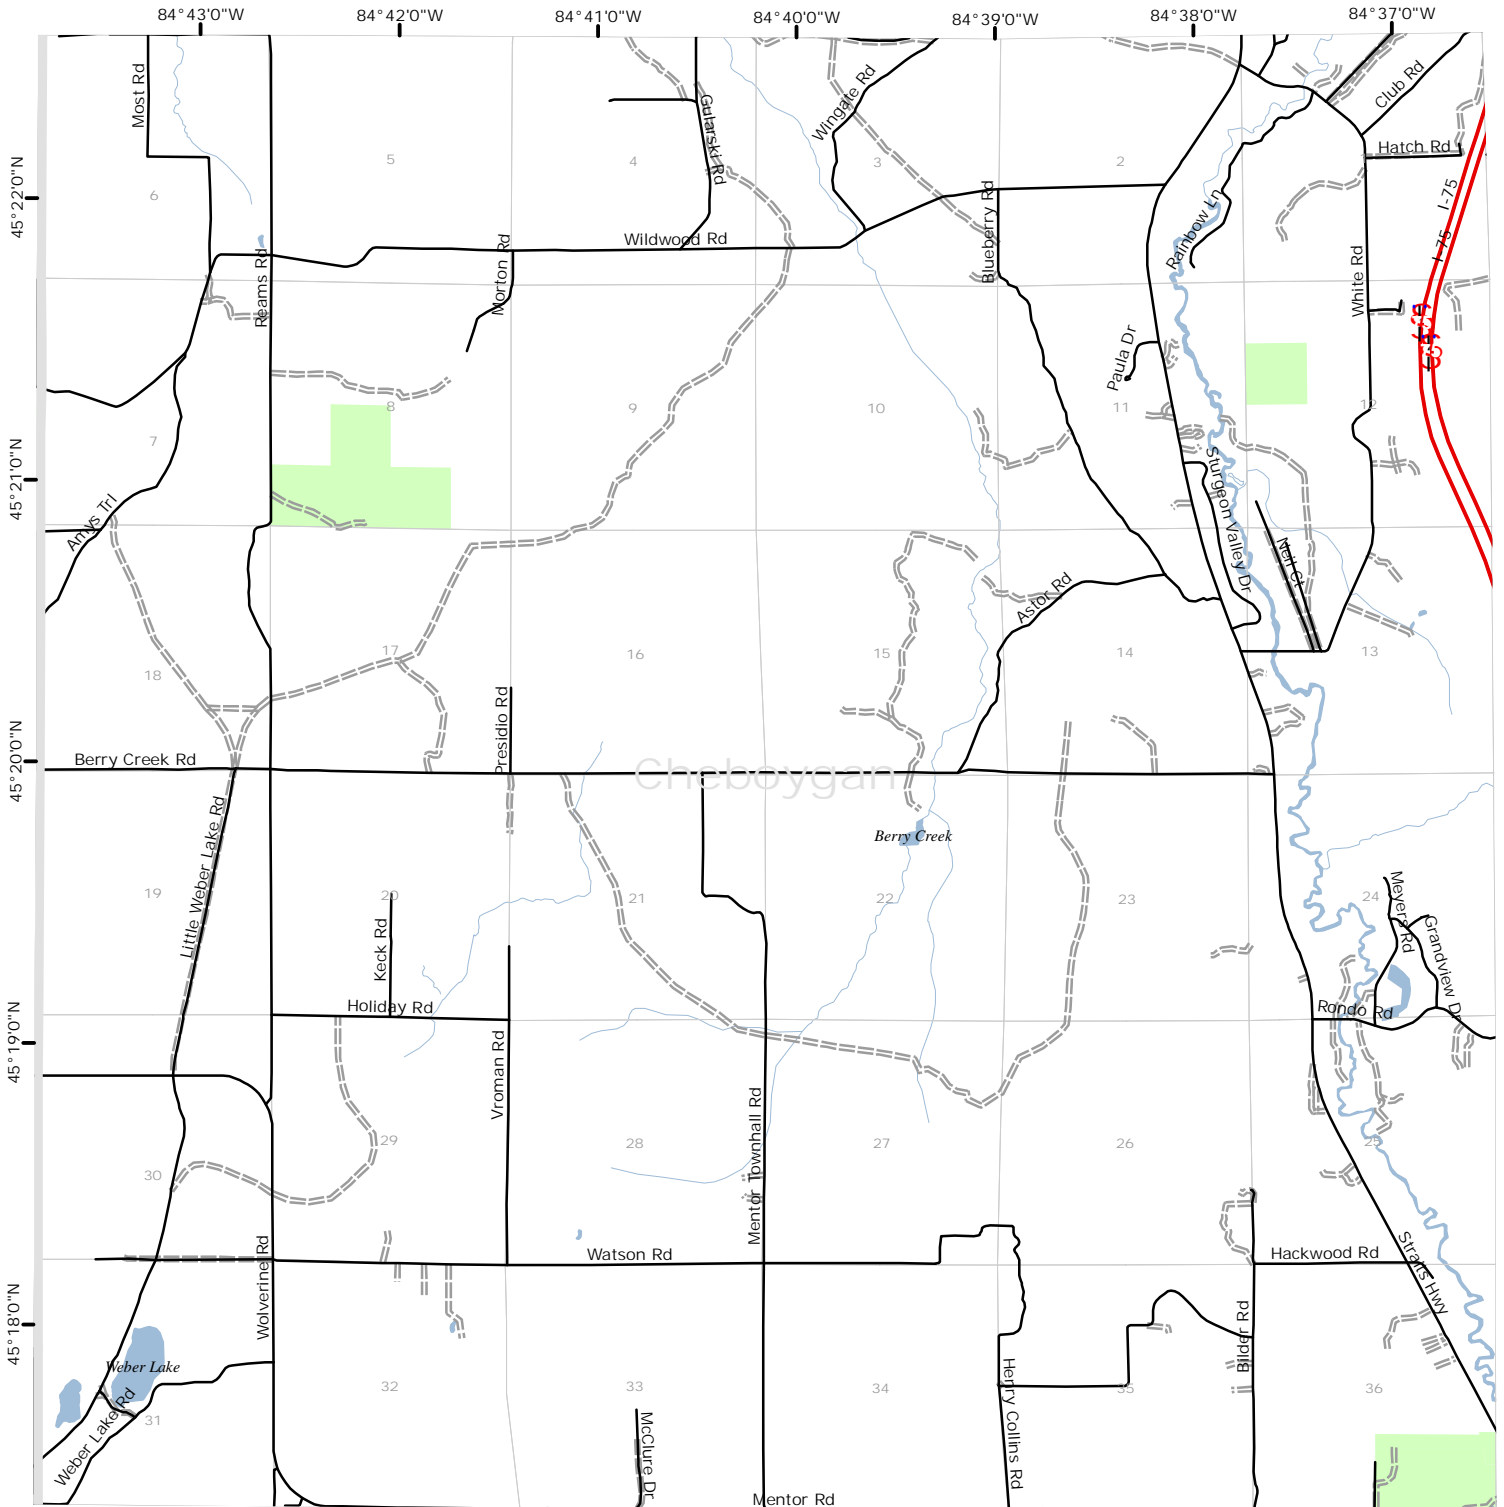 84°43'0"W 84°42'0"W 84°41'0"W 84°40'0"W 84°39'0"W 84°38'0"W 84°37'0"W
Most Rd
Gularski Rd
Wingate Rd
Club Rd
Hatch Rd
5
4
3
2
6
45°22'0"N
I-75
I-75
Rainbow Ln
Blueberry Rd
Wildwood Rd
Morton Rd
Reams Rd
White Rd
Paula Dr
8
9
10
11
12
7
45°21'0"N
Amys Trl
Sturgeon Valley Dr
Neil Ct
Astor Rd
18
17
16
15
14
13
Presidio Rd
45°20'0"N
Berry Creek Rd
Cheboygan
Little Weber Lake Rd
Berry Creek
19
20
21
22
23
24
Meyers Rd
Grandview Dr
Keck Rd
Holiday Rd
Rondo Rd
45°19'0"N
Vroman Rd
Mentor Townhall Rd
30
29
28
27
26
25
Watson Rd
Hackwood Rd
Straits Hwy
Wolverine Rd
45°18'0"N
Bilder Rd
Weber Lake
Weber Lake Rd
31
32
33
34
35
36
Henry Collins Rd
McClure Dr
Mentor Rd